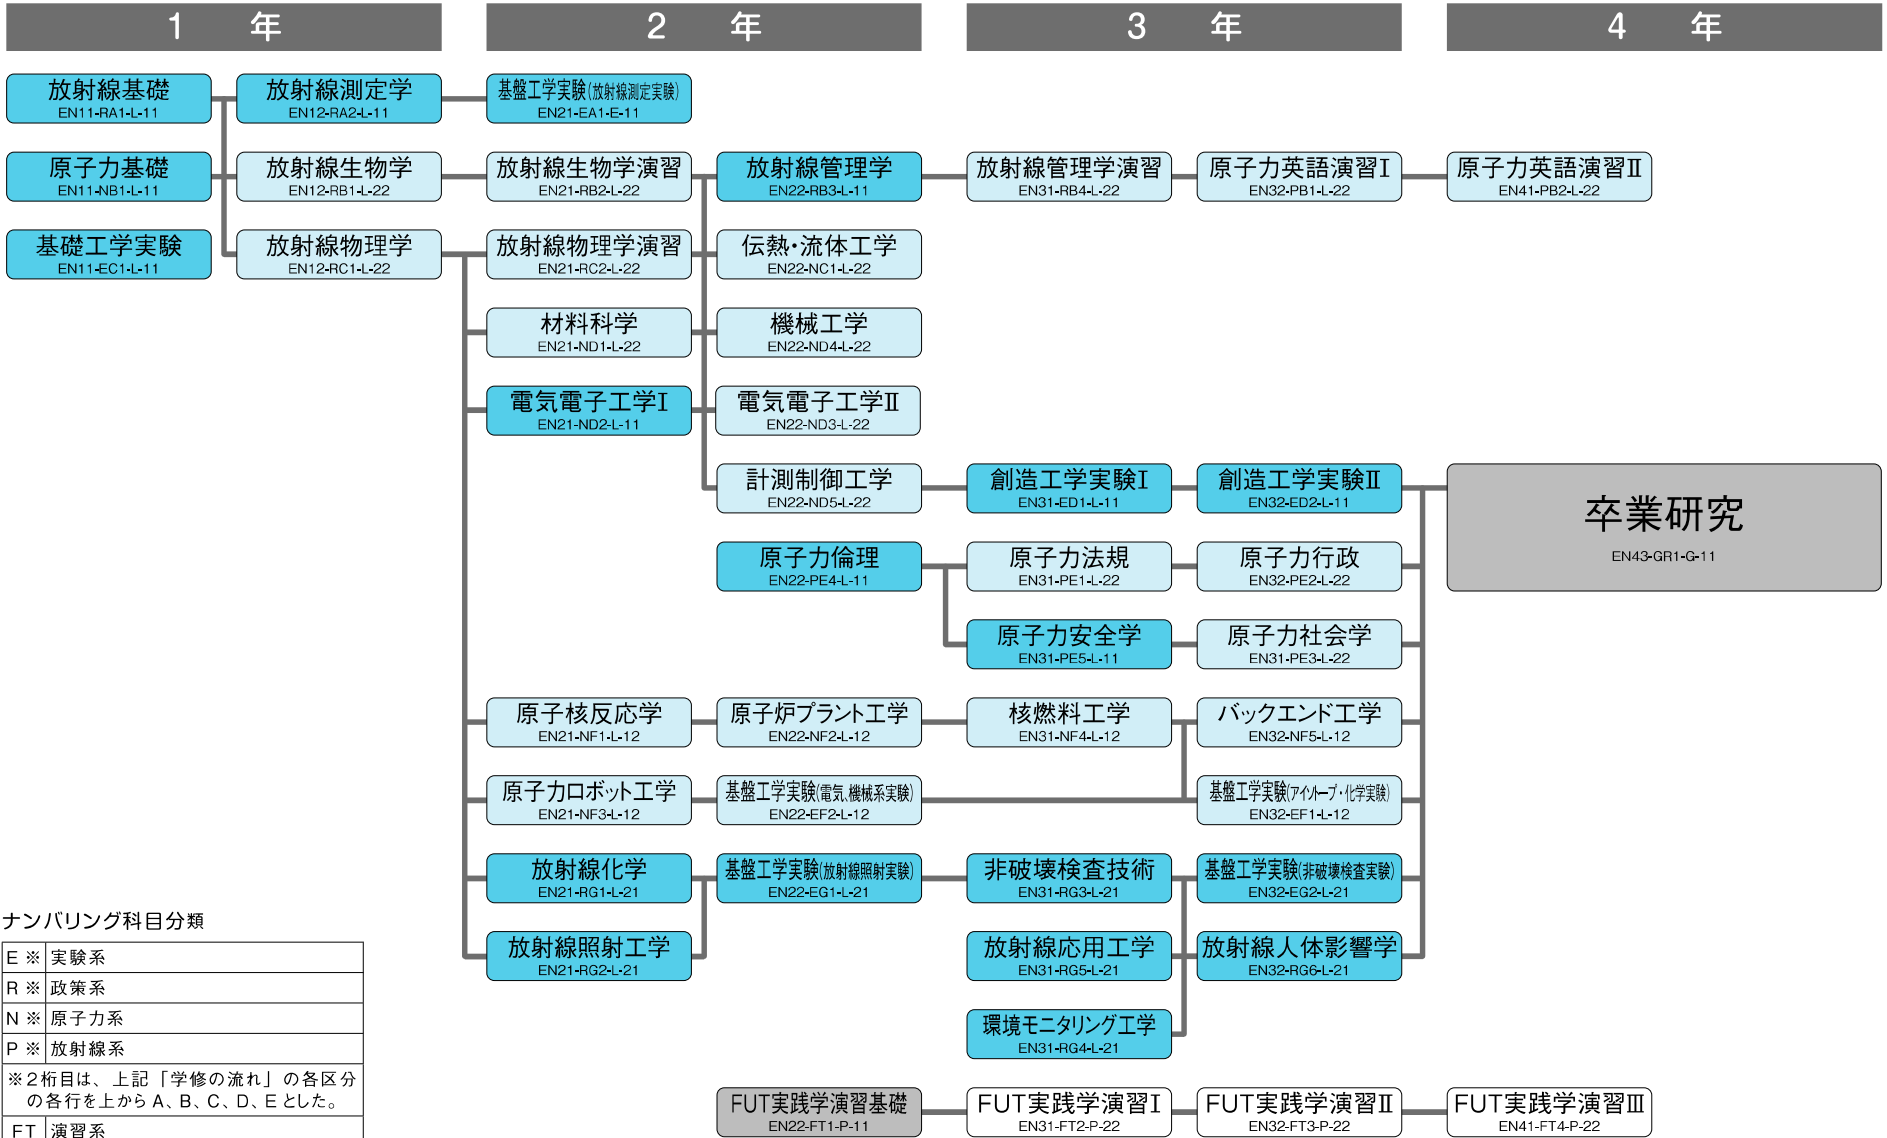 1 年
2 年
3 年
4 年
放射線基礎
EN11-RA1-L-11
放射線測定学
EN12-RA2-L-11
基盤工学実験(放射線測定実験)
EN21-EA1-E-11
原子力基礎
EN11-NB1-L-11
放射線生物学
EN12-RB1-L-22
放射線生物学演習
EN21-RB2-L-22
放射線管理学
EN22-RB3-L-11
放射線管理学演習
EN31-RB4-L-22
原子力英語演習Ⅰ
EN32-PB1-L-22
原子力英語演習Ⅱ
EN41-PB2-L-22
基礎工学実験
EN11-EC1-L-11
放射線物理学
EN12-RC1-L-22
放射線物理学演習
EN21-RC2-L-22
伝熱・流体工学
EN22-NC1-L-22
材料科学
EN21-ND1-L-22
機械工学
EN22-ND4-L-22
電気電子工学Ⅰ
EN21-ND2-L-11
電気電子工学Ⅱ
EN22-ND3-L-22
計測制御工学
EN22-ND5-L-22
創造工学実験Ⅰ
EN31-ED1-L-11
創造工学実験Ⅱ
EN32-ED2-L-11
卒業研究
EN43-GR1-G-11
原子力倫理
EN22-PE4-L-11
原子力法規
EN31-PE1-L-22
原子力行政
EN32-PE2-L-22
原子力安全学
EN31-PE5-L-11
原子力社会学
EN31-PE3-L-22
原子核反応学
EN21-NF1-L-12
原子炉プラント工学
EN22-NF2-L-12
核燃料工学
EN31-NF4-L-12
バックエンド工学
EN32-NF5-L-12
原子力ロボット工学
EN21-NF3-L-12
基盤工学実験(電気、機械系実験)
EN22-EF2-L-12
基盤工学実験(アイソトープ・化学実験)
EN32-EF1-L-12
放射線化学
EN21-RG1-L-21
基盤工学実験(放射線照射実験)
EN22-EG1-L-21
非破壊検査技術
EN31-RG3-L-21
基盤工学実験(非破壊検査実験)
EN32-EG2-L-21
放射線照射工学
EN21-RG2-L-21
放射線応用工学
EN31-RG5-L-21
放射線人体影響学
EN32-RG6-L-21
環境モニタリング工学
EN31-RG4-L-21
FUT実践学演習基礎
EN22-FT1-P-11
FUT実践学演習Ⅰ
EN31-FT2-P-22
FUT実践学演習Ⅱ
EN32-FT3-P-22
FUT実践学演習Ⅲ
EN41-FT4-P-22
ナンバリング科目分類
E ※ 実験系
R ※ 政策系
N ※ 原子力系
P ※ 放射線系
※2桁目は、上記「学修の流れ」の各区分
の各行を上から A、B、C、D、E とした。
FT 演習系